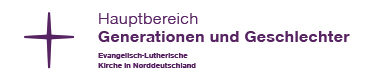 Hauptbereich
Generationen und Geschlechter
Evangelisch-Lutherische
Kirche in Norddeutschland